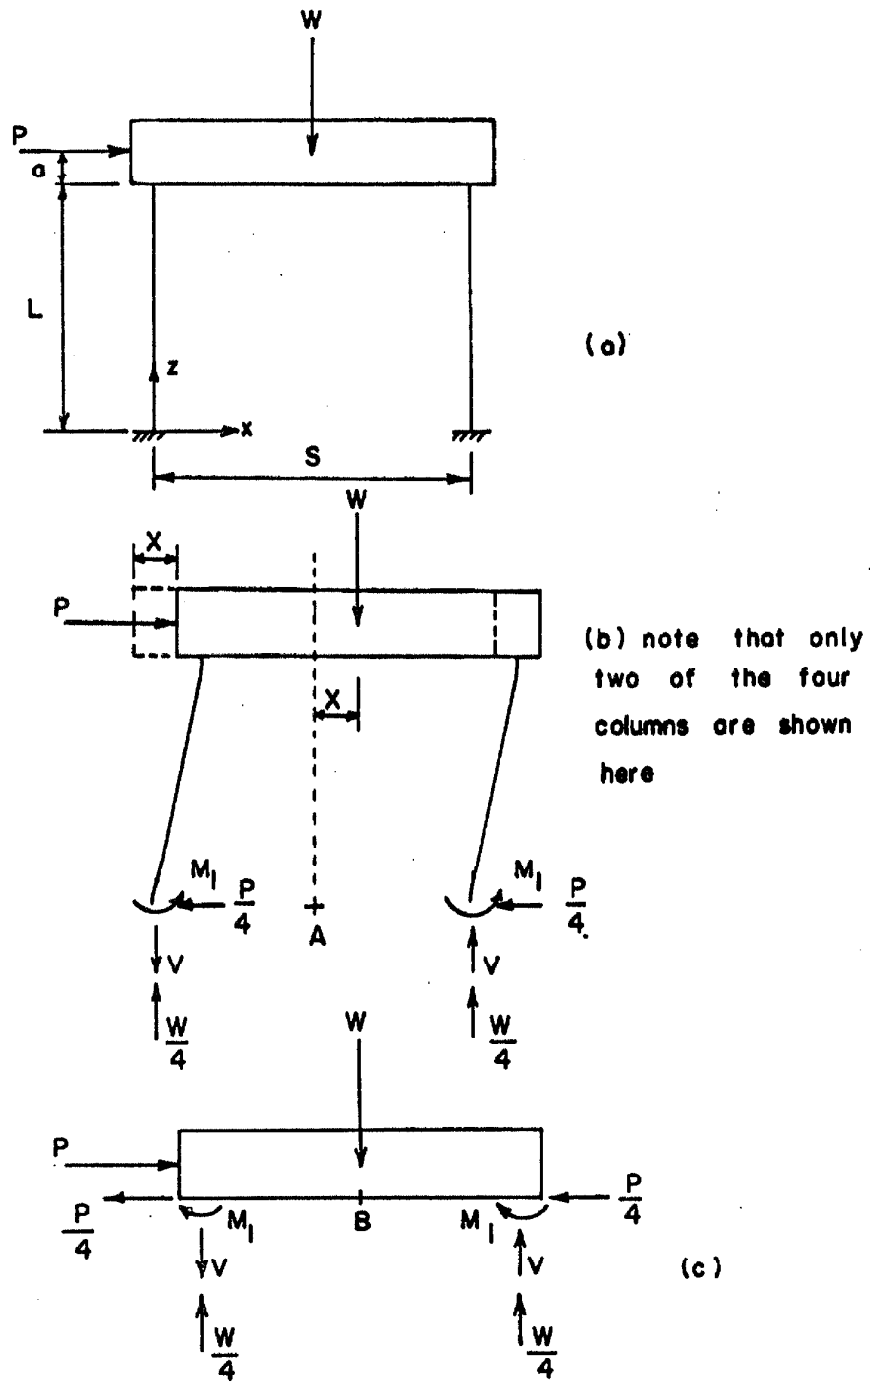 W
P
a
L
z
x
S
(a)
W
X
P
X
(b) note that only
two of the four
columns are shown
here
M1
P/4
M1
P/4
A
V
V
W/4
W/4
W
P
P/4
M1
B
M1
P/4
V
V
(c)
W/4
W/4